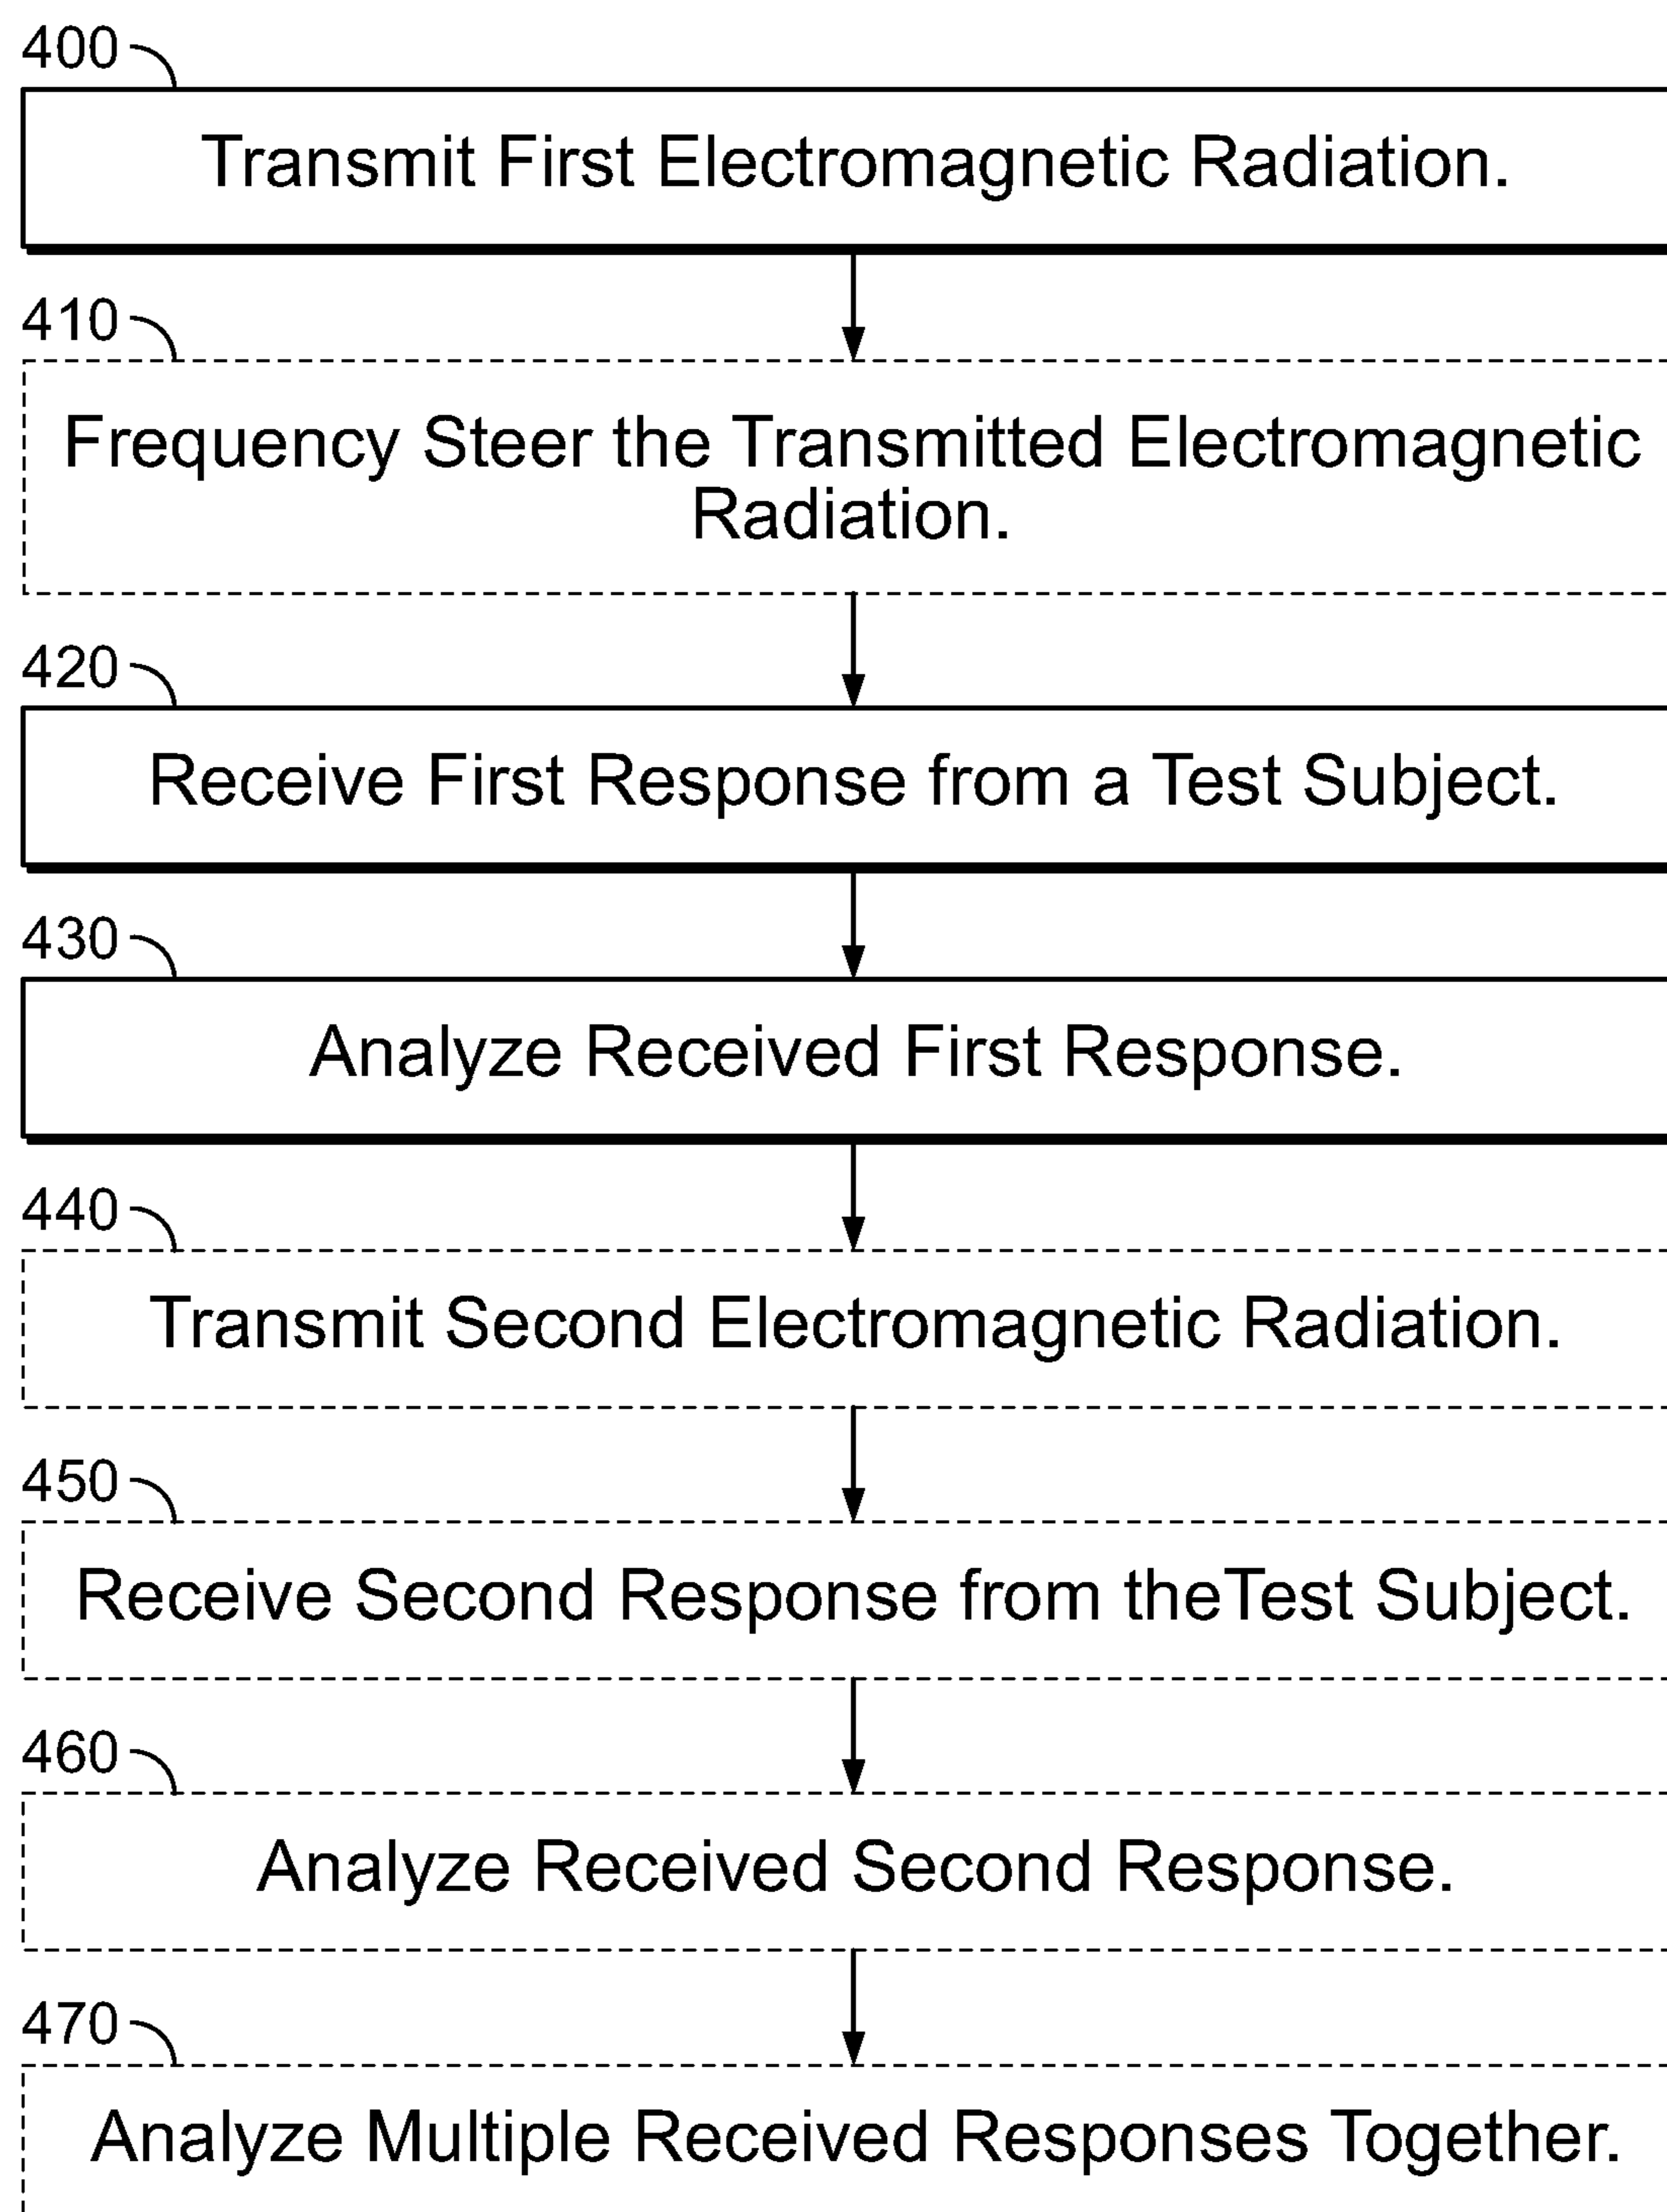 400
Transmit First Electromagnetic Radiation.
410
Frequency Steer the Transmitted Electromagnetic
Radiation.
420
Receive First Response from a Test Subject.
430
Analyze Received First Response.
440
Transmit Second Electromagnetic Radiation.
450
Receive Second Response from theTest Subject.
460
Analyze Received Second Response.
470
Analyze Multiple Received Responses Together.